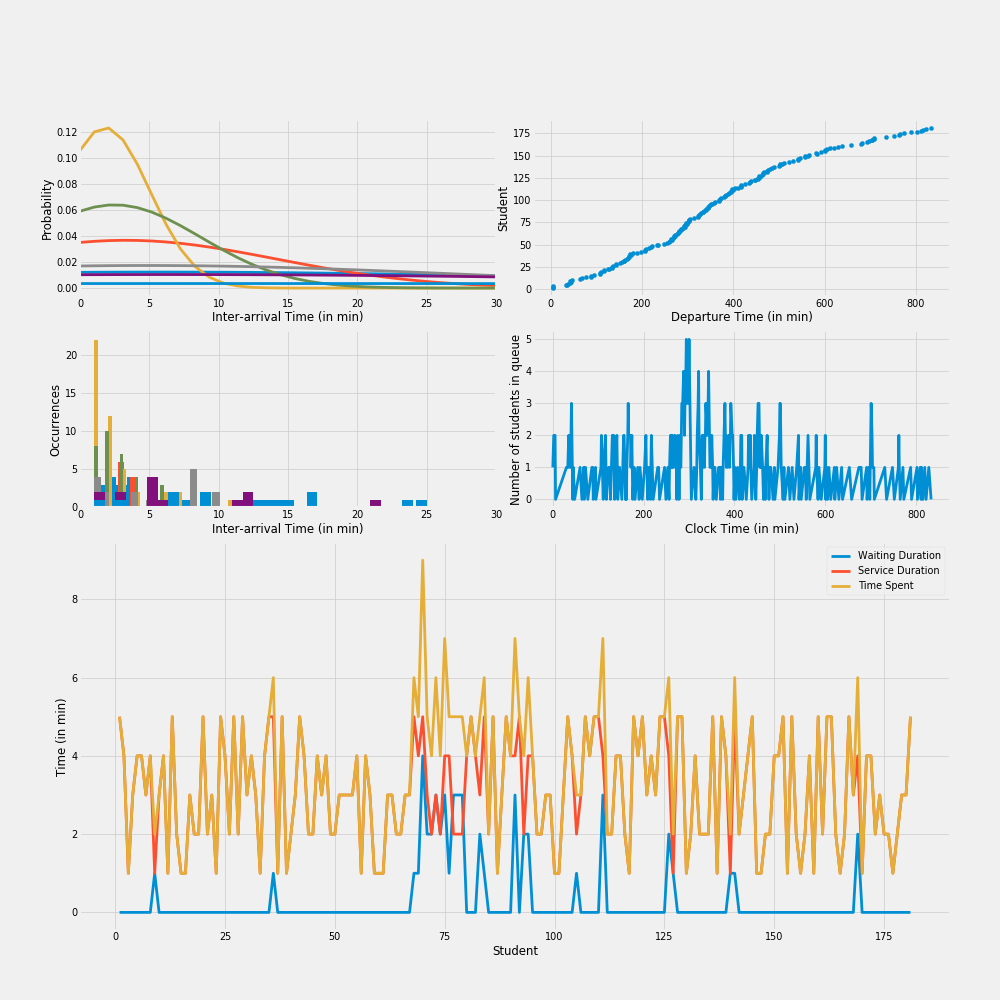 0.12
0.10
0.08
0.06
0.04
0.02
0.00
Probability
0 5 10 15 20 25 30
Inter-arrival Time (in min)
175
150
125
100
75
50
25
0
Student
0 200 400 600 800
Departure Time (in min)
20
15
10
5
0
Occurrences
0 5 10 15 20 25 30
Inter-arrival Time (in min)
5
4
3
2
1
0
Number of students in queue
0 200 400 600 800
Clock Time (in min)
Waiting Duration
Service Duration
Time Spent
8
6
4
2
0
Time (in min)
0 25 50 75 100 125 150 175
Student